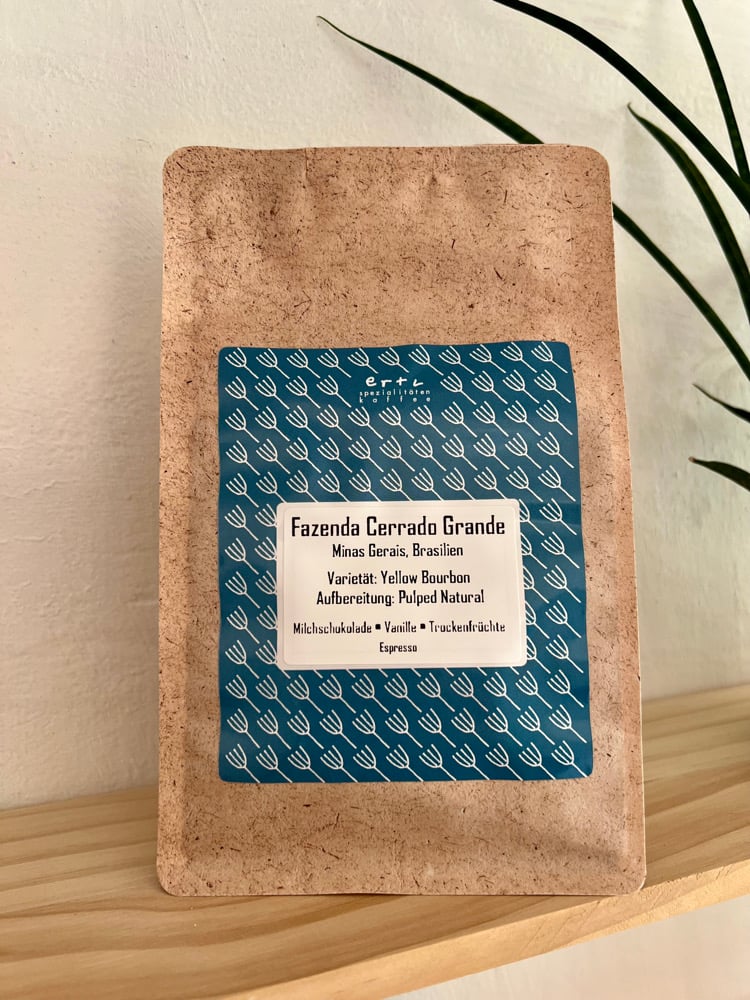 ertl
spezialitäten
kaffee
Fazenda Cerrado Grande
Minas Gerais, Brasilien
Varietät: Yellow Bourbon
Aufbereitung: Pulped Natural
Milchschokolade ▪ Vanille ▪ Trockenfrüchte
Espresso